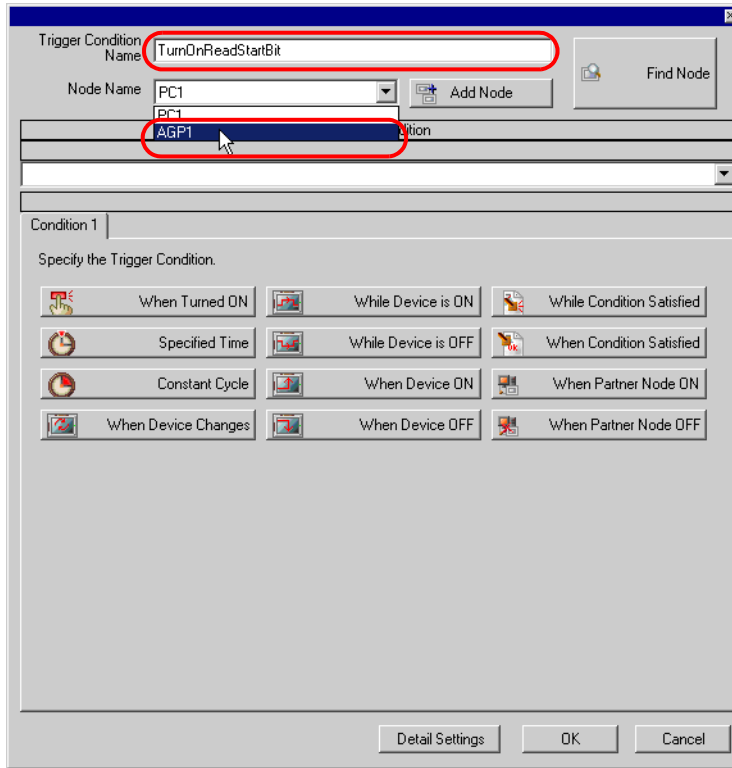 Trigger Condition
Name
TurnOnReadStartBit
Find Node
Node Name
PC1
Add Node
PC1
AGP1
dition
Condition 1
Specify the Trigger Condition.
When Turned ON
While Device is ON
While Condition Satisfied
Specified Time
While Device is OFF
When Condition Satisfied
Constant Cycle
When Device ON
When Partner Node ON
When Device Changes
When Device OFF
When Partner Node OFF
Detail Settings
OK
Cancel